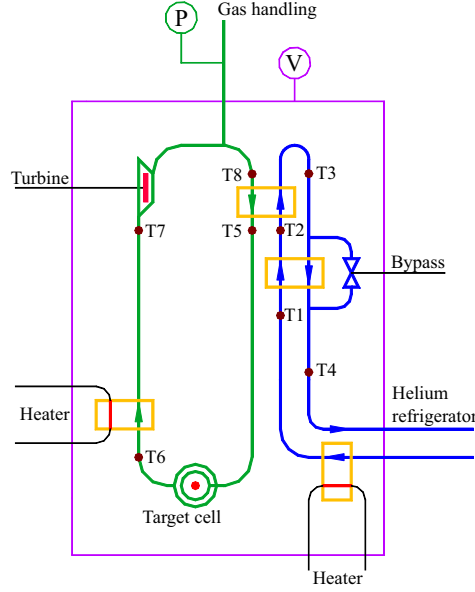 Gas handling
P
V
Turbine
T8
T3
T7
T5
T2
Bypass
T1
T4
Heater
Helium
refrigerator
T6
Target cell
Heater